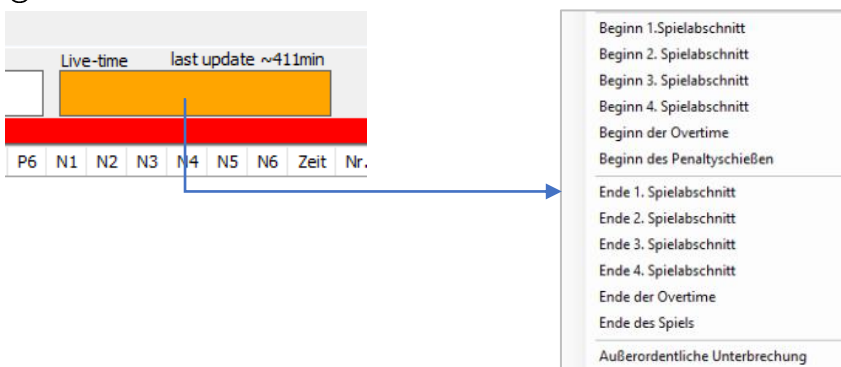 Live-time last update ~411min
P6 N1 N2 N3 N4 N5 N6 Zeit Nr.
Beginn 1.Spielabschnitt
Beginn 2. Spielabschnitt
Beginn 3. Spielabschnitt
Beginn 4. Spielabschnitt
Beginn der Overtime
Beginn des Penaltyschießen
Ende 1. Spielabschnitt
Ende 2. Spielabschnitt
Ende 3. Spielabschnitt
Ende 4. Spielabschnitt
Ende der Overtime
Ende des Spiels
Außerordentliche Unterbrechung